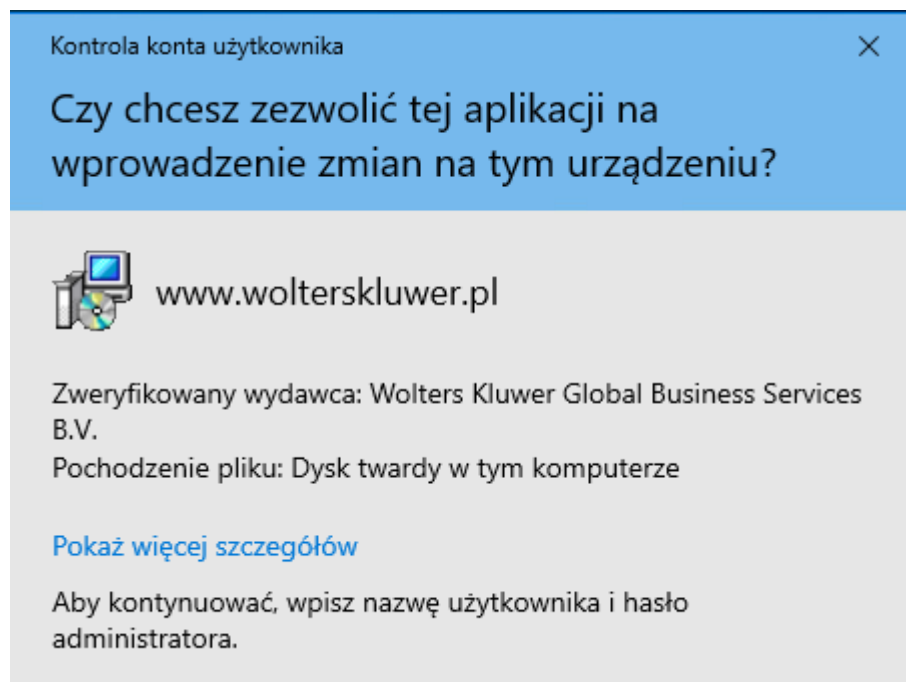 Kontrola konta użytkownika
Czy chcesz zezwolić tej aplikacji na
wprowadzenie zmian na tym urządzeniu?
www.wolterskluwer.pl
Zweryfikowany wydawca: Wolters Kluwer Global Business Services
B.V.
Pochodzenie pliku: Dysk twardy w tym komputerze
Pokaż więcej szczegółów
Aby kontynuować, wpisz nazwę użytkownika i hasło
administratora.